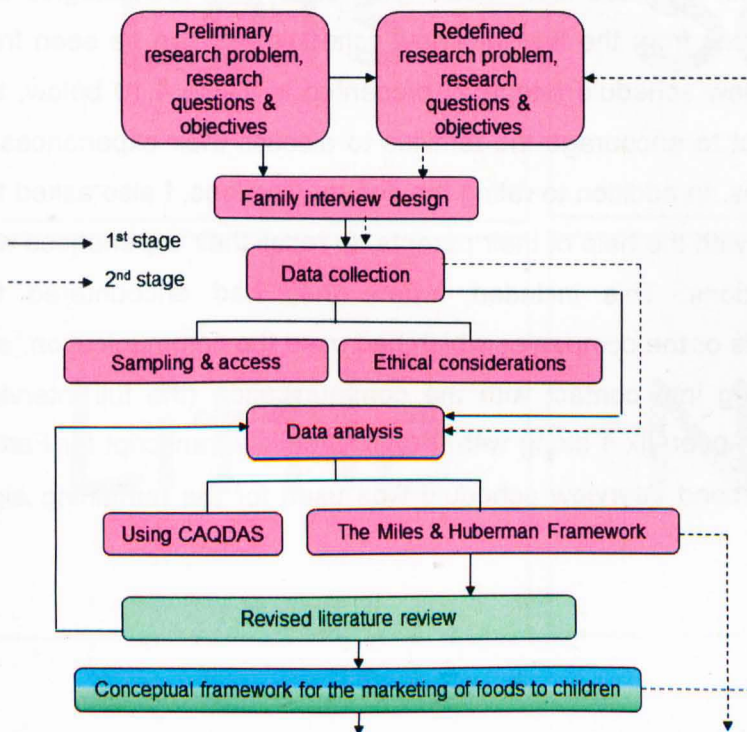 Preliminary
research problem,
research
questions &
objectives
Redefined
research problem,
research
questions &
objectives
Family interview design
1st stage
2nd stage
Data collection
Sampling & access
Ethical considerations
Data analysis
Using CAQDAS
The Miles & Huberman Framework
Revised literature review
Conceptual framework for the marketing of foods to children